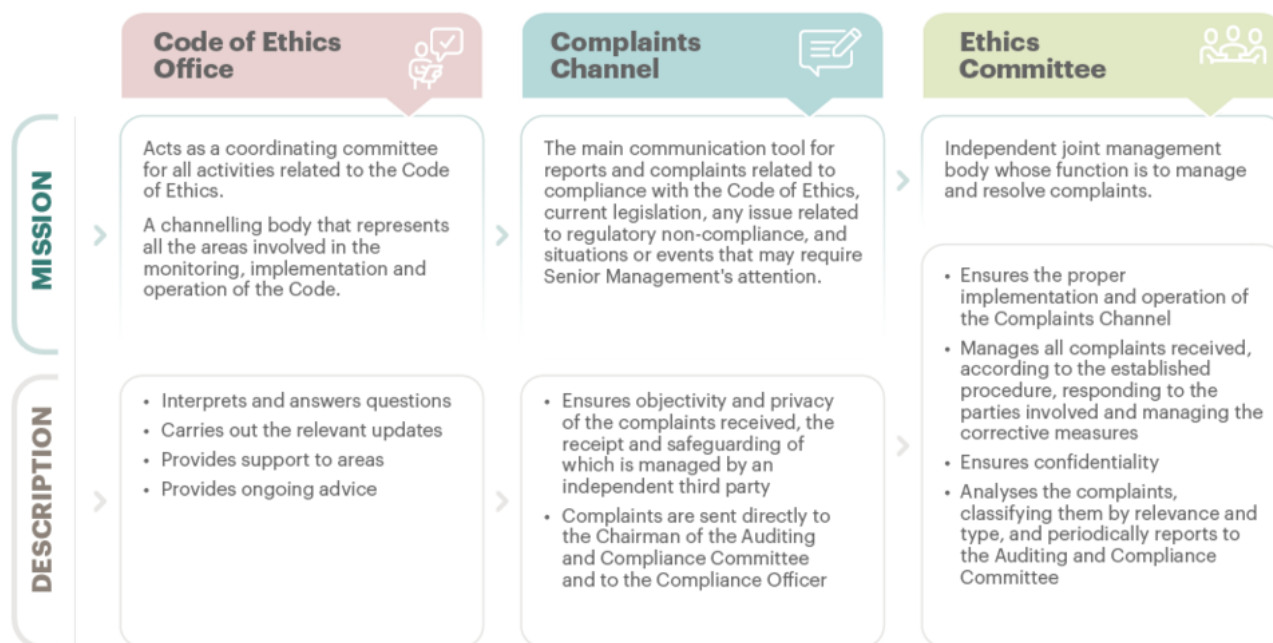 Code of Ethics
Office
Complaints
Channel
Ethics
Committee
MISSION
Acts as a coordinating committee
for all activities related to the Code
of Ethics.
A channelling body that represents
all the areas involved in the
monitoring, implementation and
operation of the Code.
The main communication tool for
reports and complaints related to
compliance with the Code of Ethics,
current legislation, any issue related
to regulatory non-compliance, and
situations or events that may require
Senior Management's attention.
Independent joint management
body whose function is to manage
and resolve complaints.
DESCRIPTION
• Interprets and answers questions
• Carries out the relevant updates
• Provides support to areas
• Provides ongoing advice
• Ensures objectivity and privacy
of the complaints received, the
receipt and safeguarding of
which is managed by an
independent third party
• Complaints are sent directly to
the Chairman of the Auditing
and Compliance Committee
and to the Compliance Officer
• Ensures the proper
implementation and operation of
the Complaints Channel
• Manages all complaints received,
according to the established
procedure, responding to the
parties involved and managing the
corrective measures
• Ensures confidentiality
• Analyses the complaints,
classifying them by relevance and
type, and periodically reports to
the Auditing and Compliance
Committee